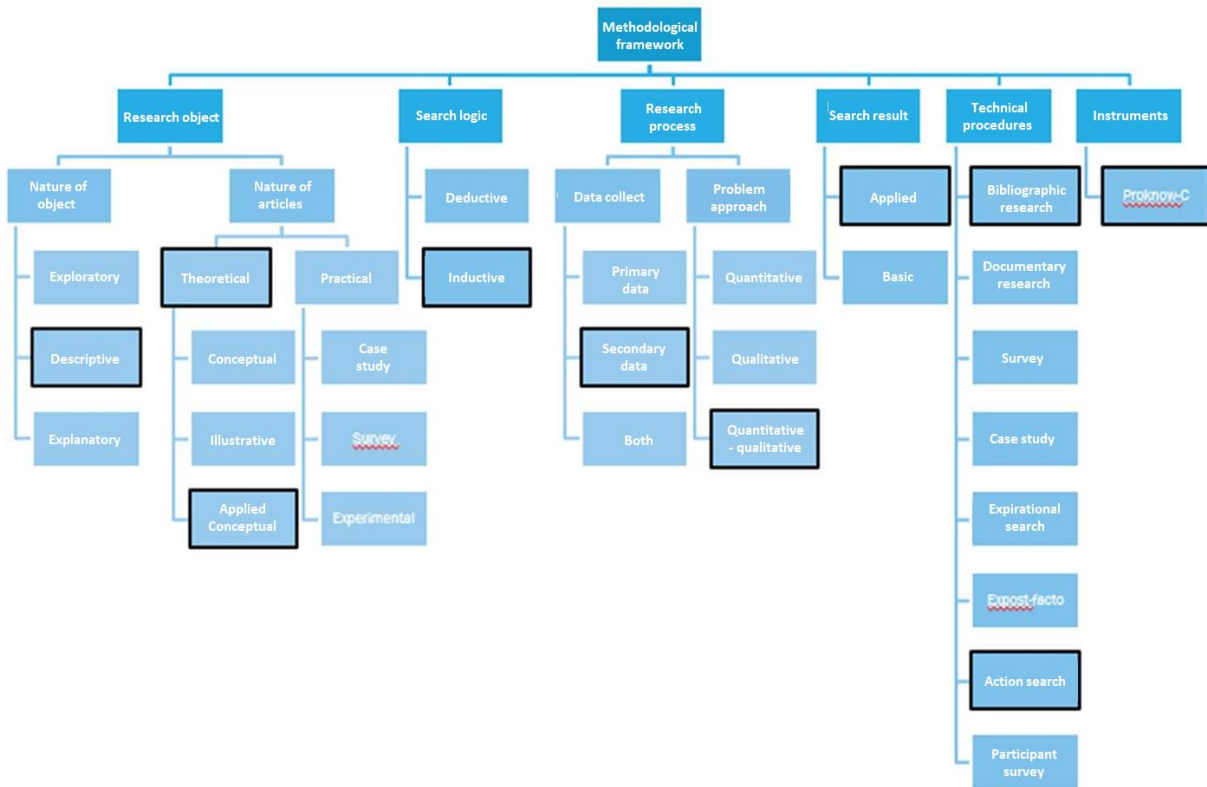 Methodological
framework
Research object
Search logic
Research
process
Search result
Technical
procedures
Instruments
Nature of
object
Nature of
articles
Deductive
Data collect
Problem
approach
Applied
Bibliographic
research
Proknow-C
Exploratory
Theoretical
Practical
Inductive
Primary
data
Quantitative
Basic
Documentary
research
Descriptive
Conceptual
Case
study
Secondary
data
Qualitative
Survey
Explanatory
Illustrative
Survey
Both
Quantitative
- qualitative
Case study
Applied
Conceptual
Experimental
Expirational
search
Expost-facto
Action search
Participant
survey